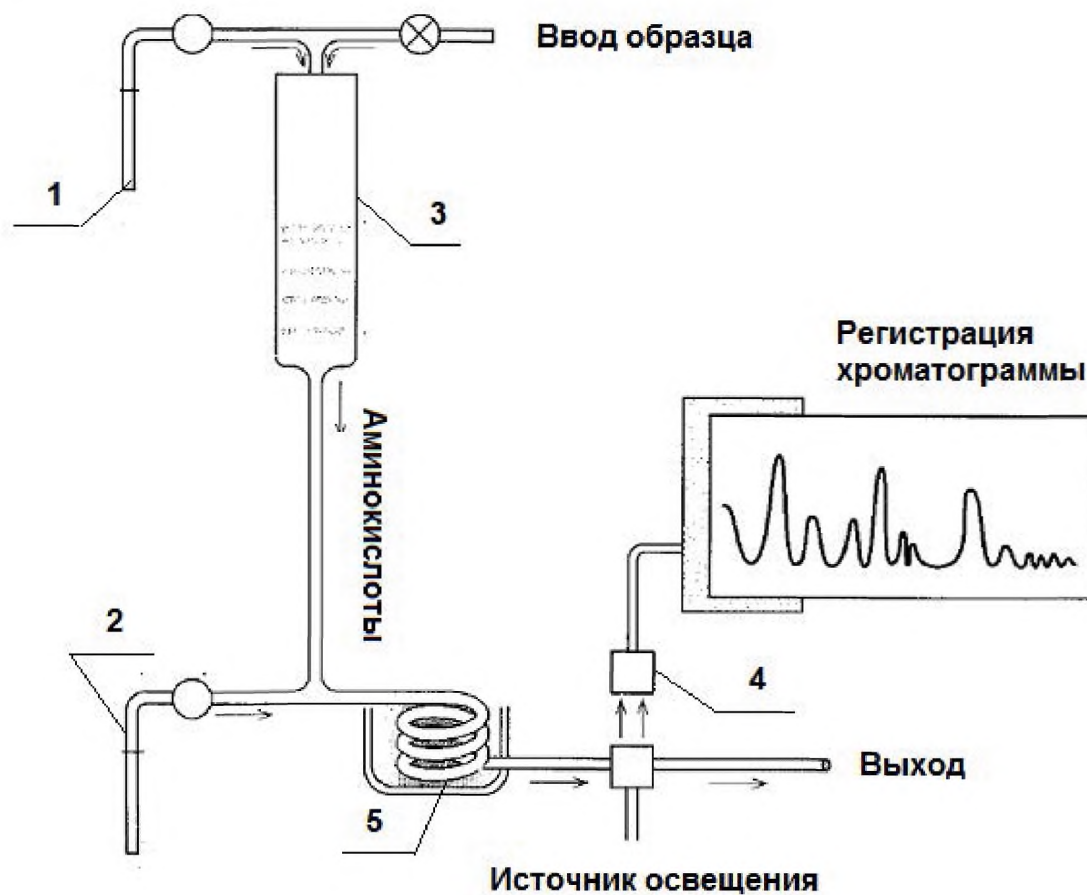 Ввод образца
1
3
Регистрация
хроматограммы
Аминокислоты
2
4
Выход
5
Источник освещения